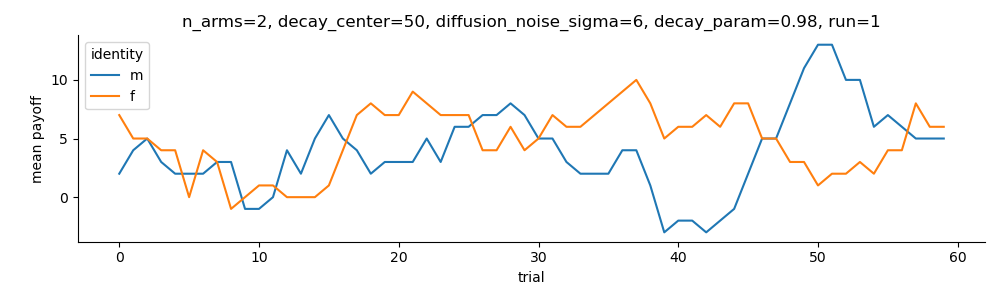 n_arms=2, decay_center=50, diffusion_noise_sigma=6, decay_param=0.98, run=1
identity
m
f
mean payoff
10
5
0
0 10 20 30 40 50 60
trial